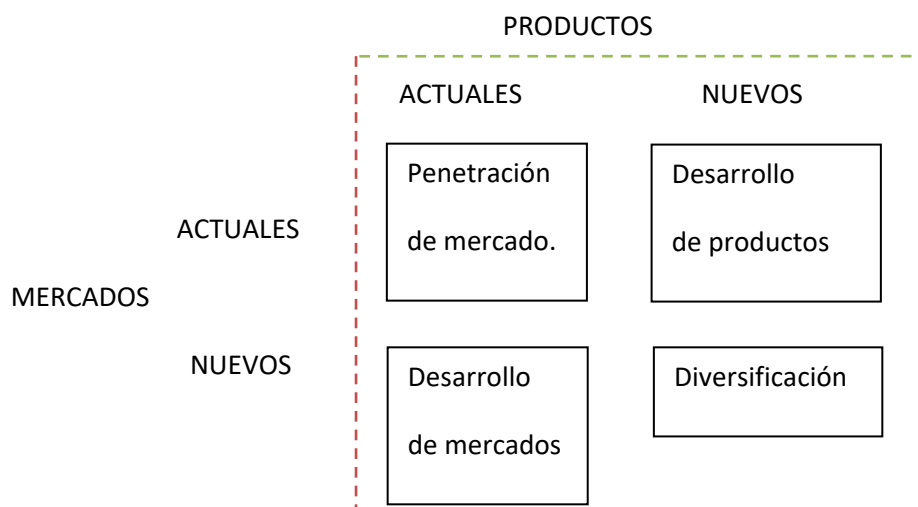 PRODUCTOS
ACTUALES
NUEVOS
Penetración
de mercado.
Desarrollo
de productos
ACTUALES
MERCADOS
NUEVOS
Desarrollo
de mercados
Diversificación